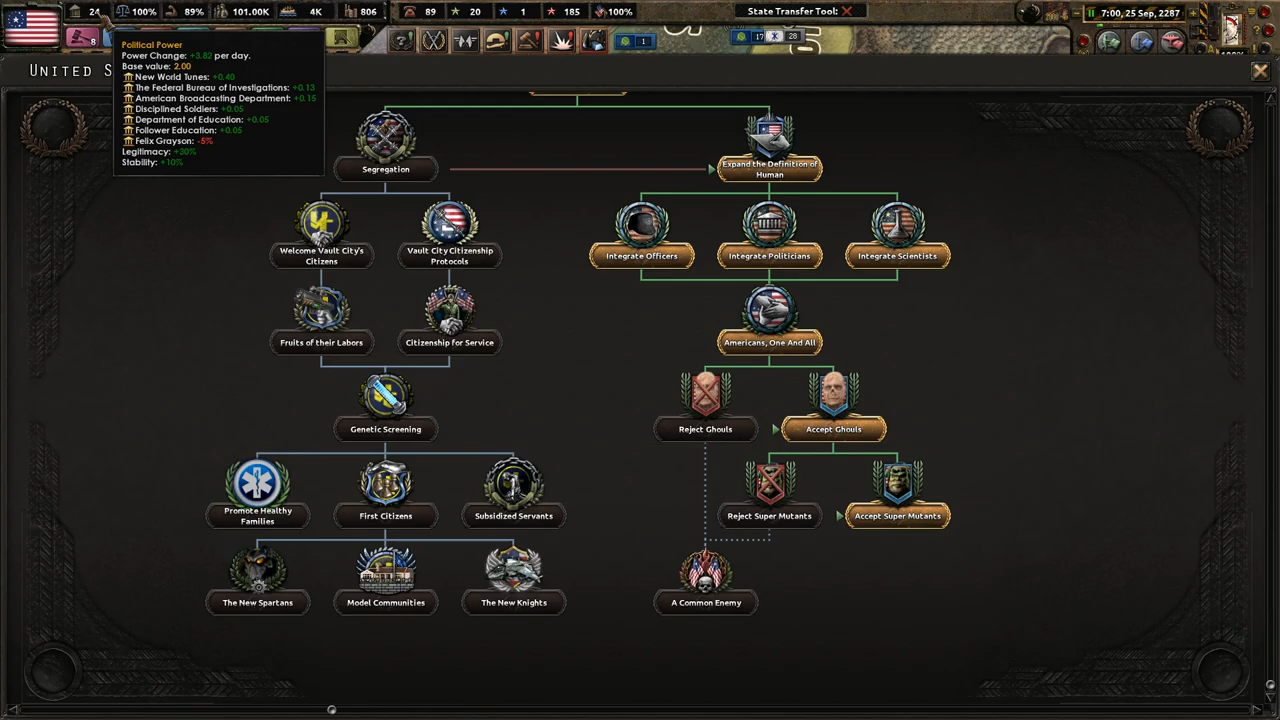 24 100% 89% 101.00K 4K 806 89 20 1 185 100% State Transfer Tool: 7:00, 25 Sep, 2287
8 1 17 28
Political Power
Power Change: +3.82 per day.
Base value: 2.00
New World Tunes: +0.40
The Federal Bureau of Investigations: +0.13
American Broadcasting Department: +0.15
Disciplined Soldiers: +0.05
Department of Education: +0.05
Follower Education: +0.05
Felix Grayson: -5%
Legitimacy: +30%
Stability: +10%
UNITED S
Segregation
Expand the Definition of
Human
Welcome Vault City's
Citizens
Vault City Citizenship
Protocols
Integrate Officers
Integrate Politicians
Integrate Scientists
Fruits of their Labors
Citizenship for Service
Americans, One And All
Genetic Screening
Reject Ghouls
Accept Ghouls
Promote Healthy
Families
First Citizens
Subsidized Servants
Reject Super Mutants
Accept Super Mutants
The New Spartans
Model Communities
The New Knights
A Common Enemy